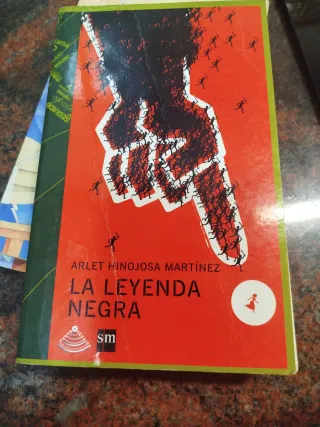 ARLET HINOJOSA MARTÍNEZ
LA LEYENDA
NEGRA
sm